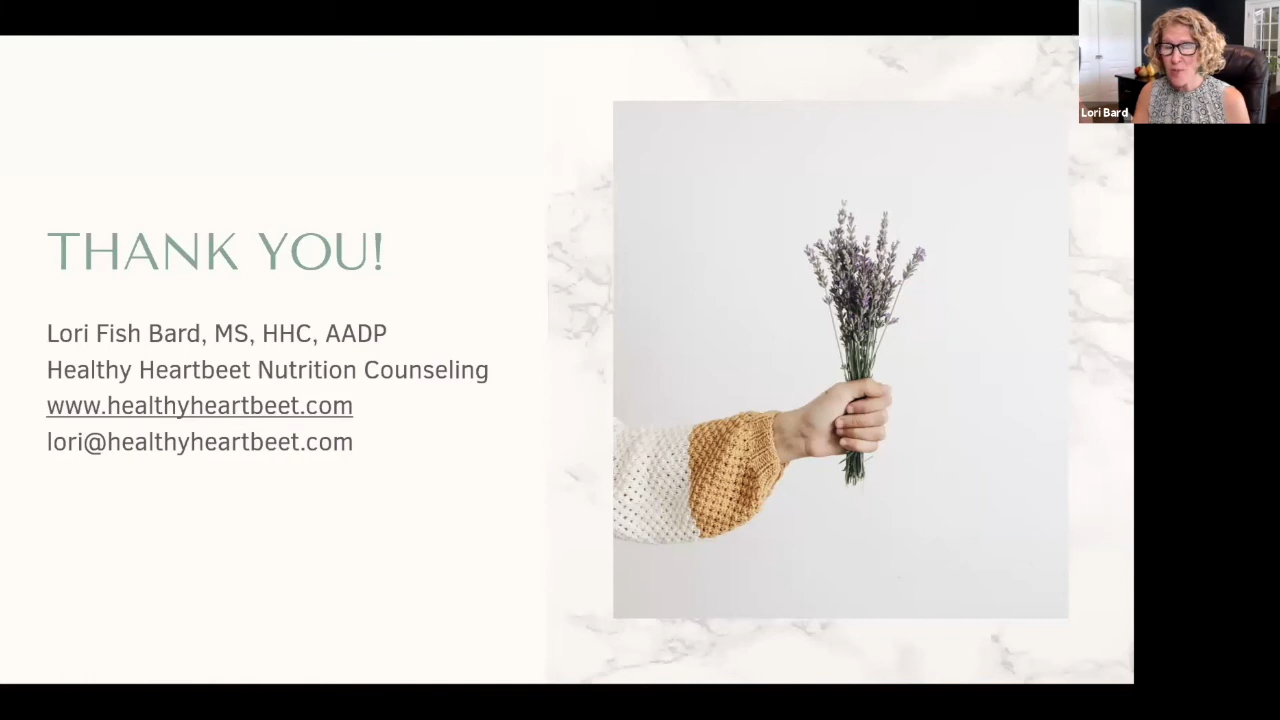 THANK YOU!
Lori Fish Bard, MS, HHC, AADP
Healthy Heartbeet Nutrition Counseling
www.healthyheartbeet.com
lori@healthyheartbeet.com
Lori Bard